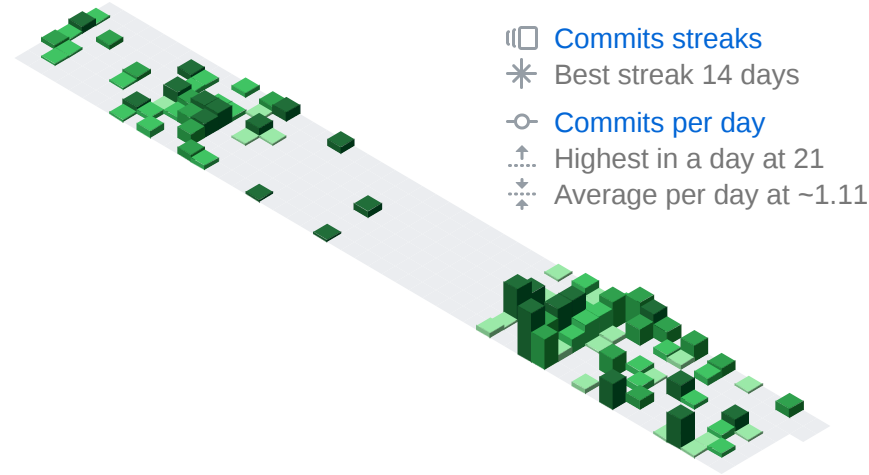 Commits streaks
Best streak 14 days
Commits per day
Highest in a day at 21
Average per day at ~1.11